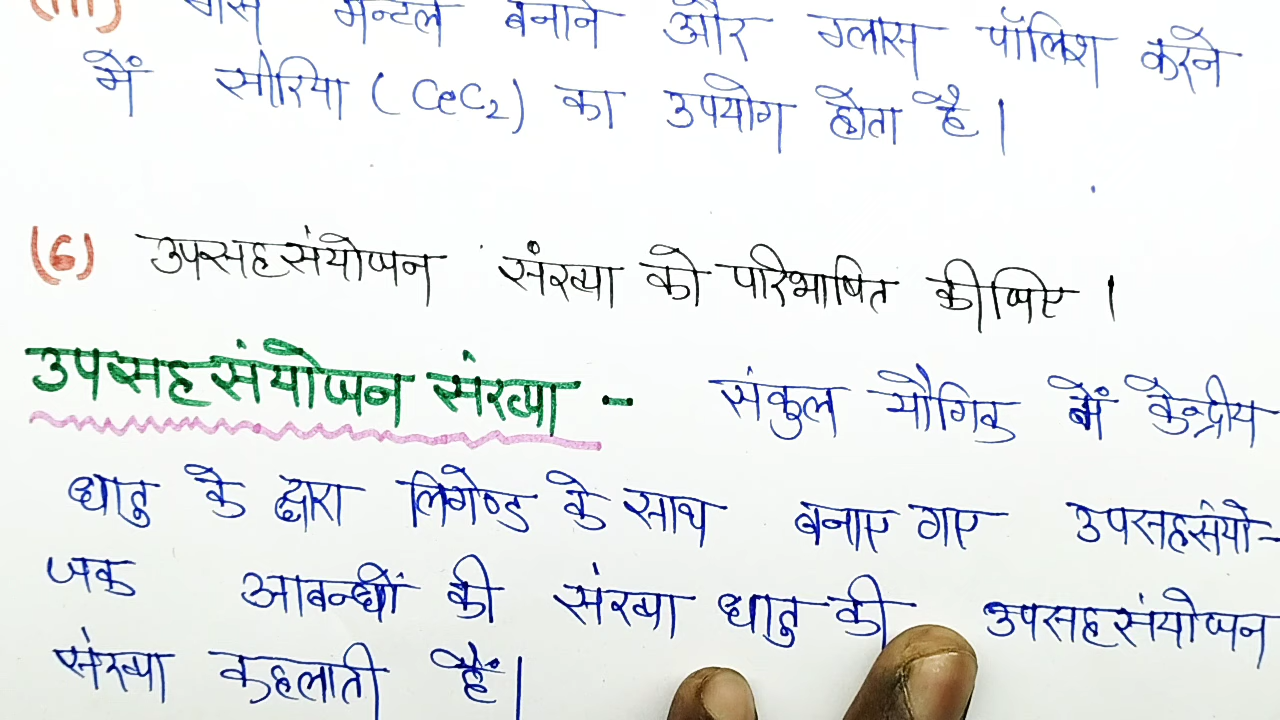 (iii) गैस मेन्टल बनाने और ग्लास पॉलिश करने
में सीरिया (CeC₂) का उपयोग होता है।
(6) उपसहसंयोजन संख्या को परिभाषित कीजिए।
उपसहसंयोजन संख्या - संकुल यौगिक में केन्द्रीय
धातु के द्वारा लिगेण्ड के साथ बनाए गए उपसहसंयो-
जक आबन्धों की संख्या धातु की उपसहसंयोजन
संख्या कहलाती है।